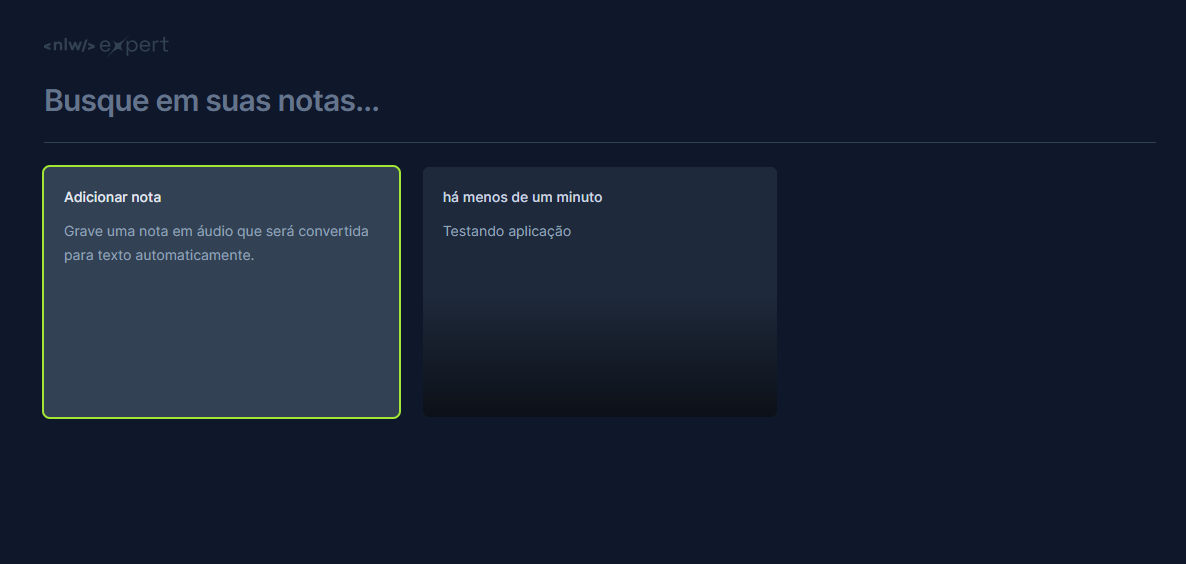 <nlw/> expert
Busque em suas notas...
Adicionar nota
Grave uma nota em áudio que será convertida
para texto automaticamente.
há menos de um minuto
Testando aplicação